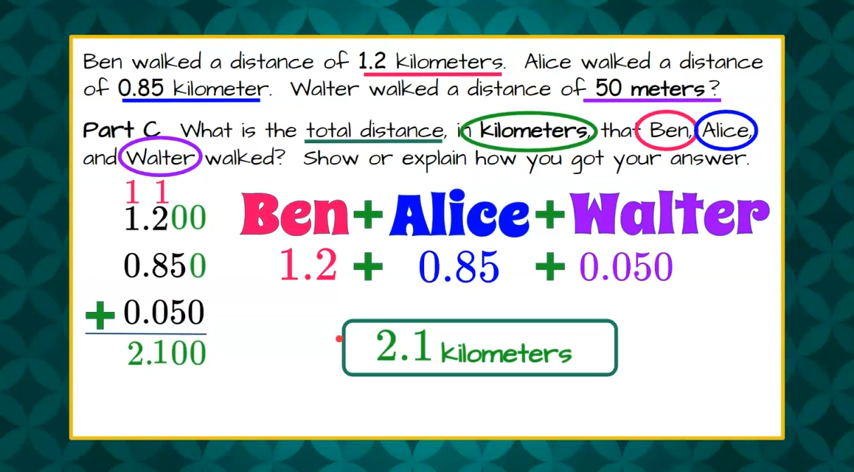 Ben walked a distance of 1.2 kilometers. Alice walked a distance
of 0.85 kilometer. Walter walked a distance of 50 meters?
Part C What is the total distance, in kilometers, that Ben, Alice,
and Walter walked? Show or explain how you got your answer.
1 1
1.200
0.850
+ 0.050
2.100
Ben+Alice+Walter
1.2 + 0.85 + 0.050
2.1 kilometers